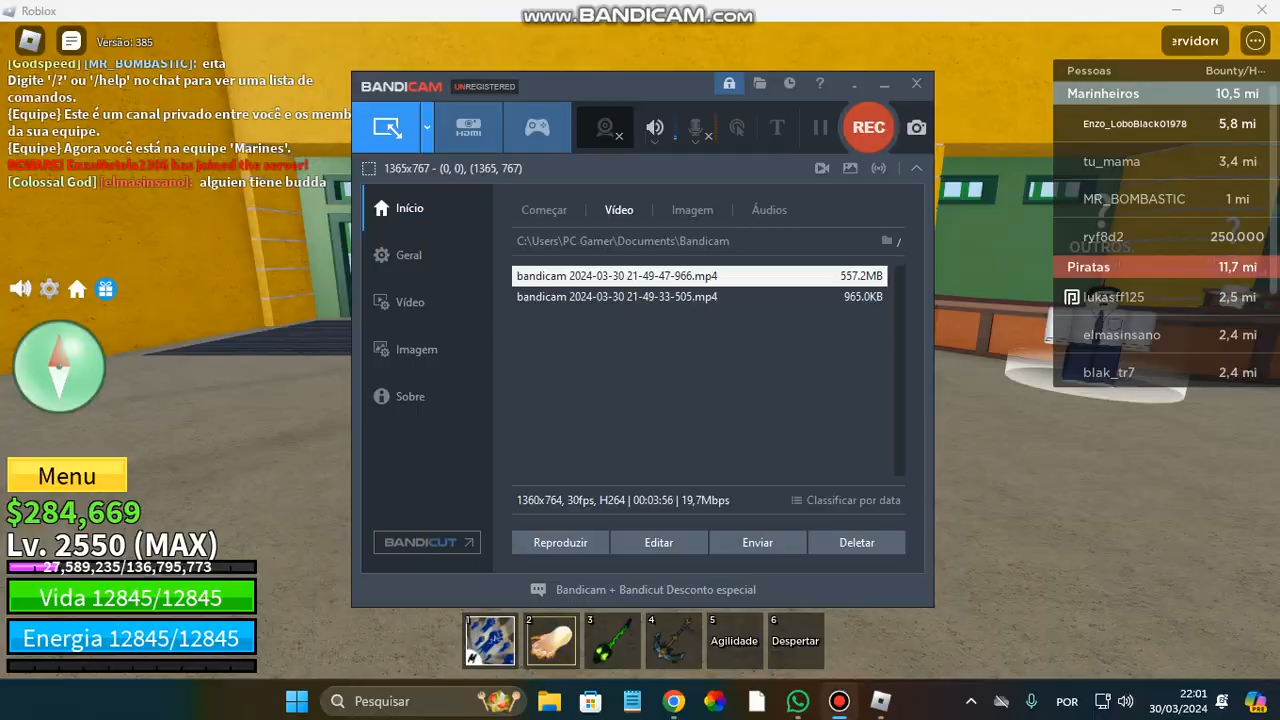 Roblox
www.BANDICAM.com
Versão: 385
[Godspeed] [MR_BOMBASTIC]: eita
Digite '/?' ou '/help' no chat para ver uma lista de
comandos.
{Equipe} Este é um canal privado entre você e os memb
da sua equipe.
{Equipe} Agora você está na equipe 'Marines'.
[Colossal God] [elmasinsano]: alguien tiene budda
Menu
$284,669
Lv. 2550 (MAX)
27,589,235/136,795,773
Vida 12845/12845
Energia 12845/12845
BANDICAM UNREGISTERED
HDMI
T
REC
1365x767 - (0, 0), (1365, 767)
Início
Geral
Vídeo
Imagem
Sobre
BANDICUT
Começar Vídeo Imagem Áudios
C:\Users\PC Gamer\Documents\Bandicam
bandicam 2024-03-30 21-49-47-966.mp4 557.2MB
bandicam 2024-03-30 21-49-33-505.mp4 965.0KB
1360x764, 30fps, H264 | 00:03:56 | 19,7Mbps Classificar por data
Reproduzir Editar Enviar Deletar
Bandicam + Bandicut Desconto especial
ervidore
Pessoas Bounty/H...
Marinheiros 10,5 mi
Enzo_LoboBlack01978 5,8 mi
tu_mama 3,4 mi
MR_BOMBASTIC 1 mi
ryf8d2 250,000
OUTROS.
Piratas 11,7 mi
lukasff125 2,5 mi
elmasinsano 2,4 mi
blak_tr7 2,4 mi
1 2 3 4 5 6
Agilidade
Despertar
Pesquisar
POR
22:01
30/03/2024
PRE